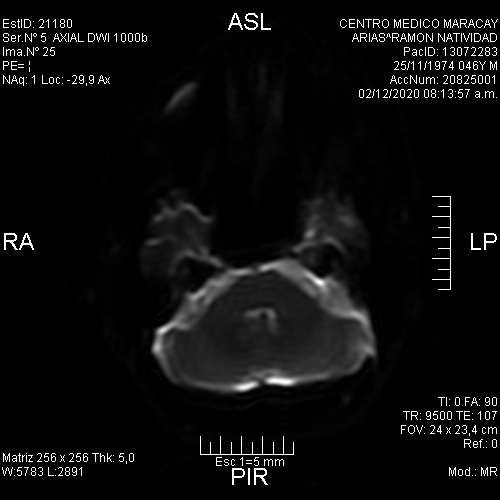 EstID: 21180
Ser.Nº 5 AXIAL DWI 1000b
Ima.Nº 25
PE= ¦
NAq: 1 Loc: -29,9 Ax
ASL
CENTRO MEDICO MARACAY
ARIAS^RAMON NATIVIDAD
PacID: 13072283
25/11/1974 046Y M
AccNum: 20825001
02/12/2020 08:13:57 a.m.
RA
LP
TI: 0 FA: 90
TR: 9500 TE: 107
FOV: 24 x 23,4 cm
Ref.: 0
Matriz 256 x 256 Thk: 5,0
W:5783 L:2891
Esc 1=5 mm
PIR
Mod.: MR